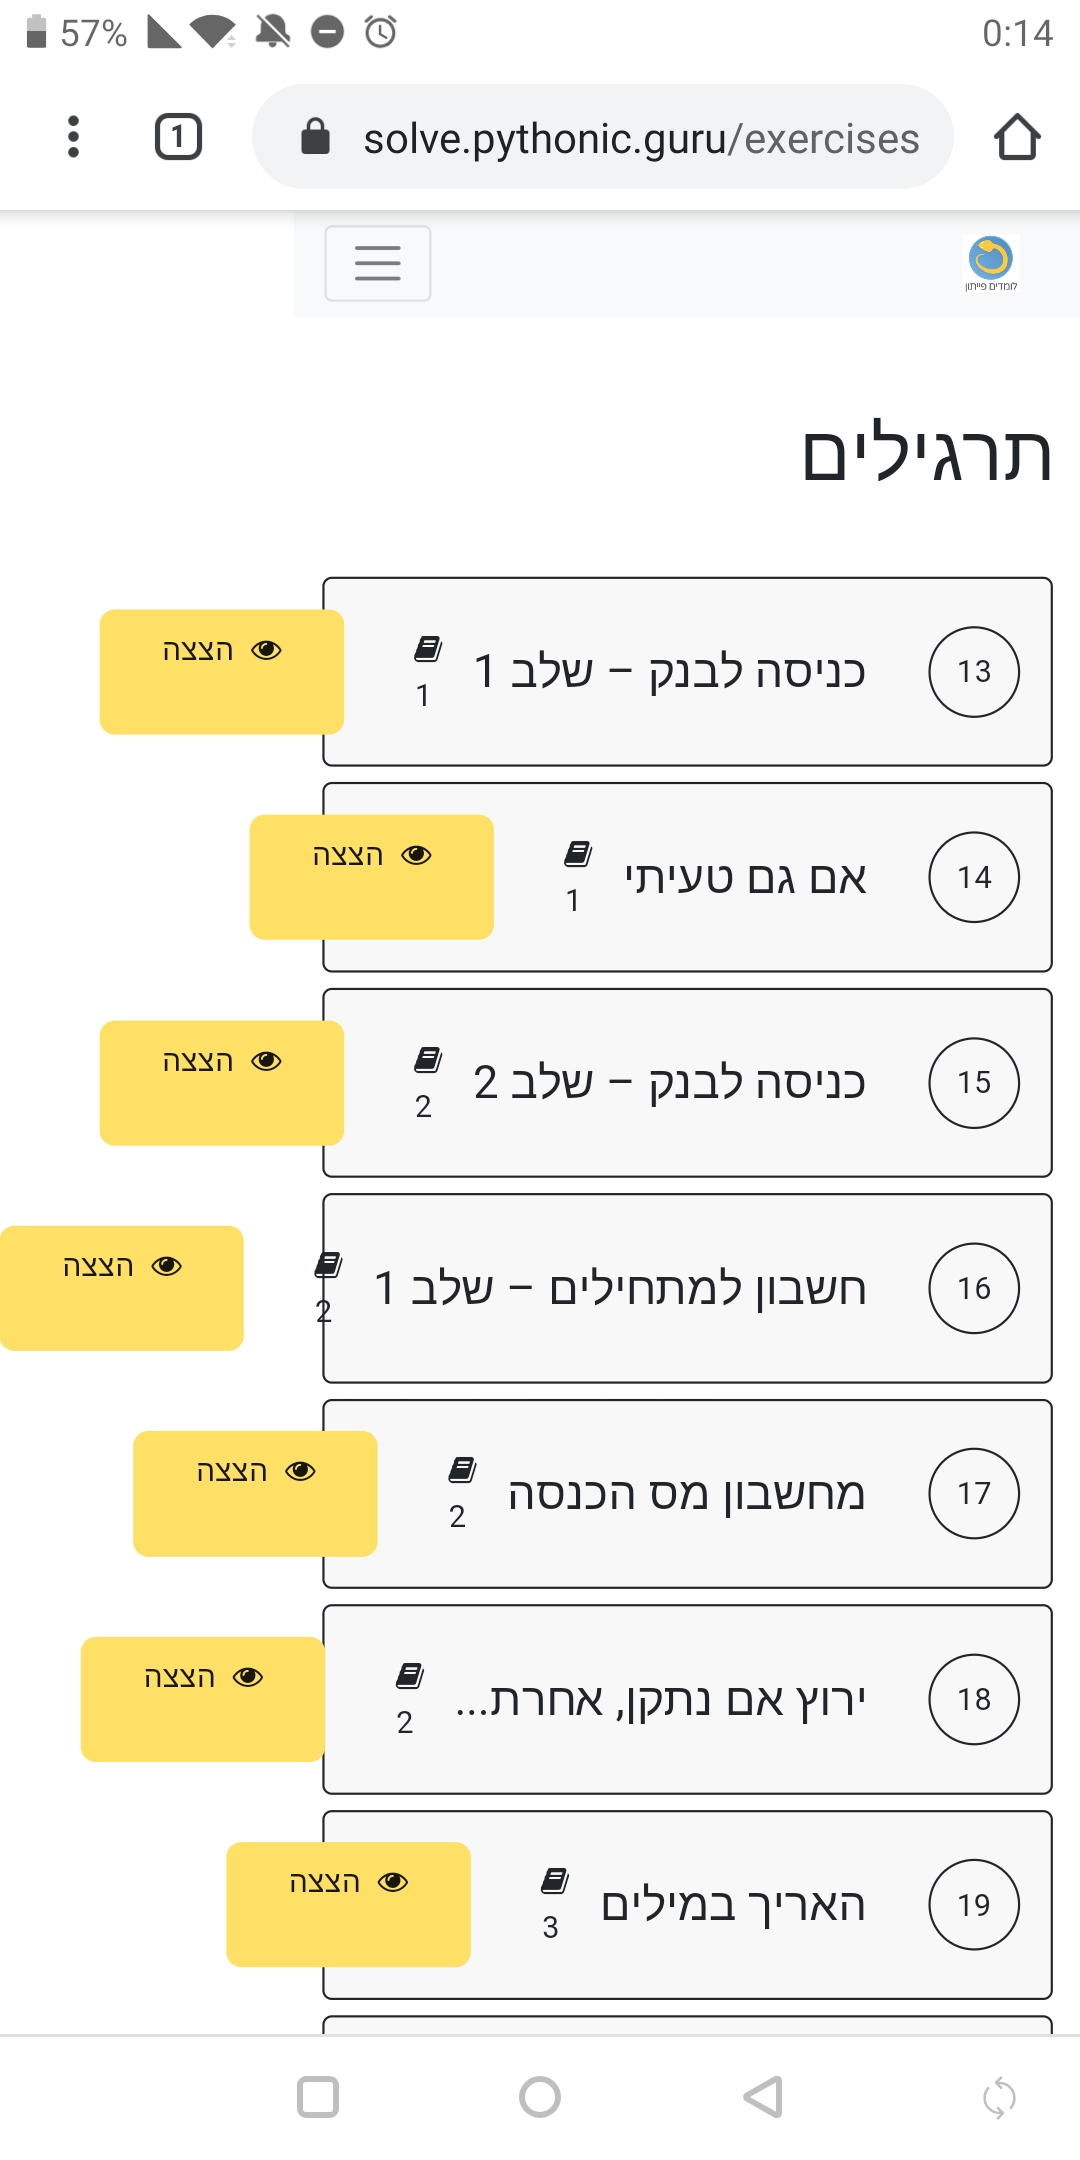 57% 0:14
1 solve.pythonic.guru/exercises
לומדים פייתון
תרגילים
13 כניסה לבנק – שלב 1 1 הצצה
14 אם גם טעיתי 1 הצצה
15 כניסה לבנק – שלב 2 2 הצצה
16 חשבון למתחילים – שלב 1 2 הצצה
17 מחשבון מס הכנסה 2 הצצה
18 ירוץ אם נתקן, אחרת... 2 הצצה
19 האריך במילים 3 הצצה